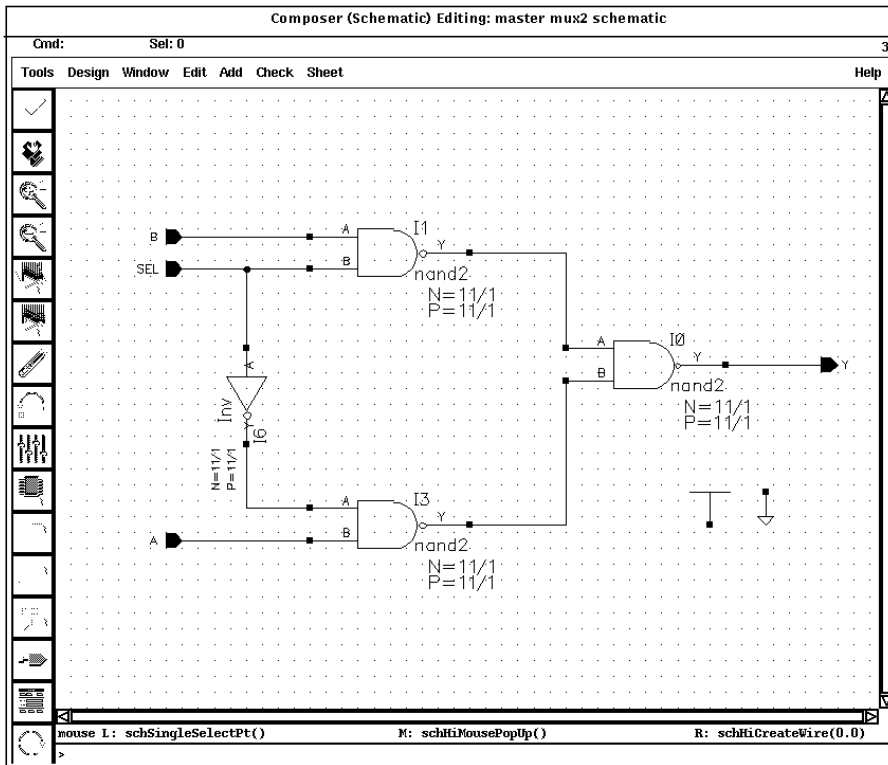 Composer (Schematic) Editing: master mux2 schematic
Cmd: Sel: 0 3
Tools Design Window Edit Add Check Sheet Help
I1
B A Y
SEL B
nand2
N=11/1
P=11/1
I0
A A Y Y
B
Inv nand2
Y I6 N=11/1
P=11/1
N=11/1
P=11/1
I3
A Y
A B
nand2
N=11/1
P=11/1
mouse L: schSingleSelectPt() M: schHiMousePopUp() R: schHiCreateWire(0.0)
>